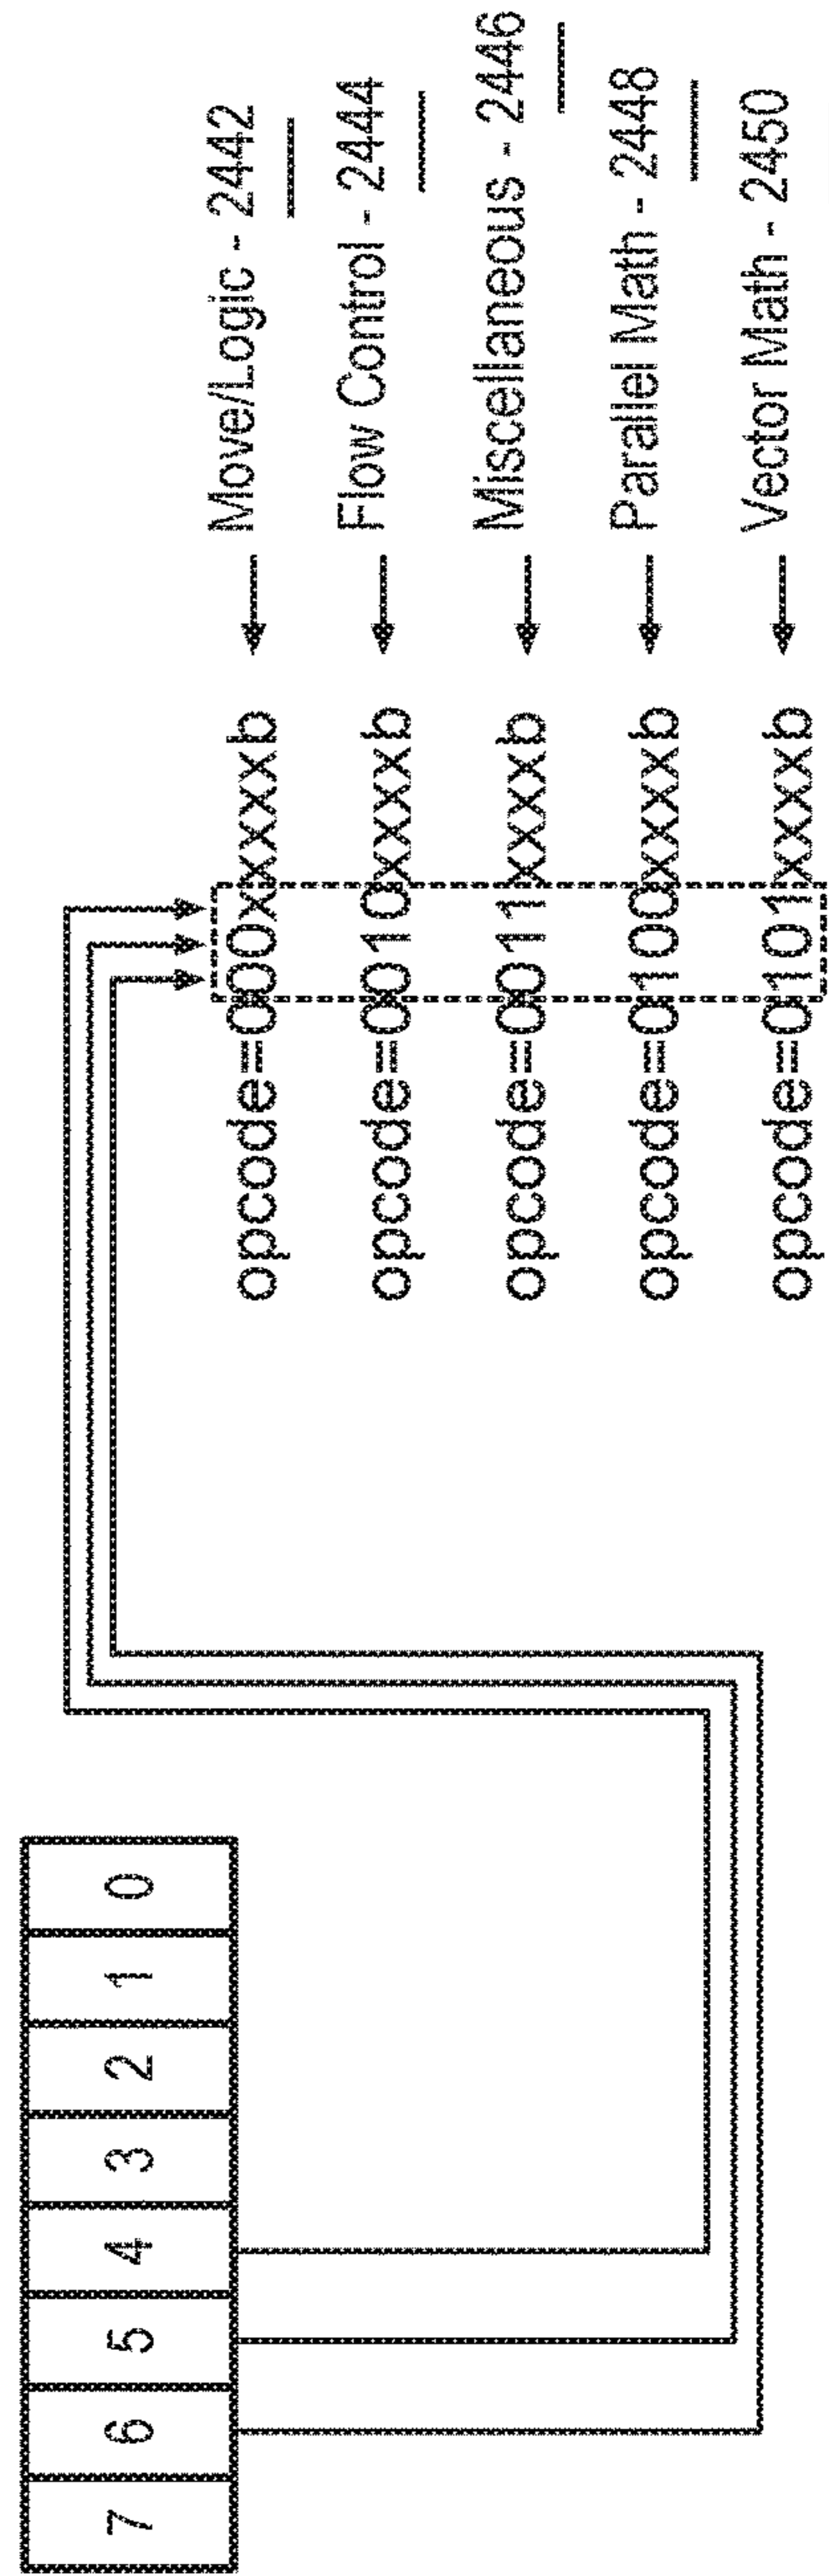 7 6 5 4 3 2 1 0
opcode=000xxxxxb ← Move/Logic - 2442
opcode=0010xxxxb ← Flow Control - 2444
opcode=0011xxxxb ← Miscellaneous - 2446
opcode=0100xxxxb ← Parallel Math - 2448
opcode=0101xxxxb ← Vector Math - 2450